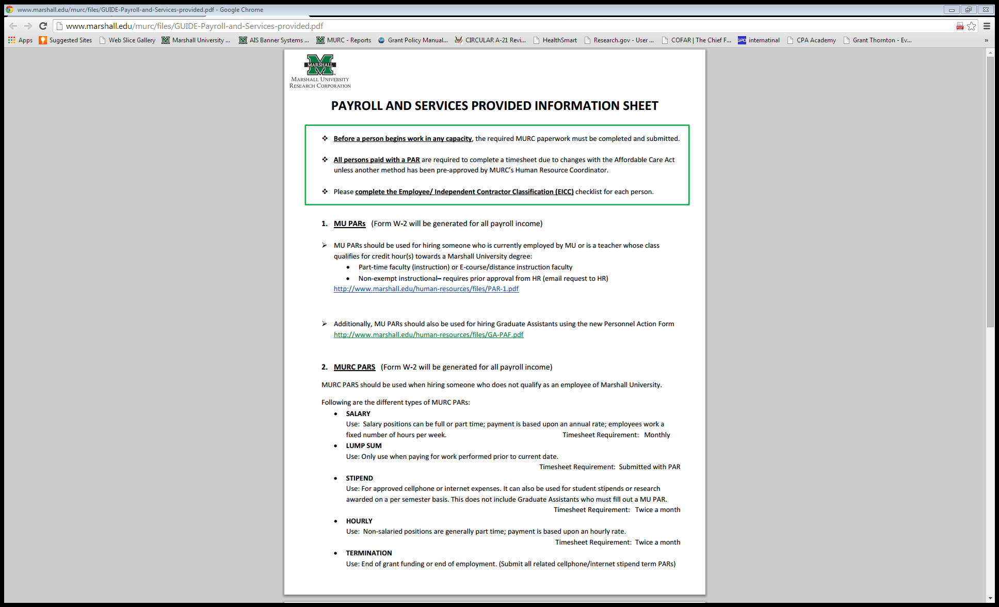 www.marshall.edu/murc/files/GUIDE-Payroll-and-Services-provided.pdf - Google Chrome
www.marshall.edu/murc/files/GUIDE-Payroll-and-Services-provided.pdf
PDF
Apps Suggested Sites Web Slice Gallery Marshall University ... AIS Banner Systems ... MURC - Reports Grant Policy Manual... CIRCULAR A-21 Revi... HealthSmart Research.gov - User ... COFAR | The Chief F... GPO internatinal CPA Academy Grant Thornton - Ev... »
MARSHALL
MARSHALL UNIVERSITY
RESEARCH CORPORATION
PAYROLL AND SERVICES PROVIDED INFORMATION SHEET
❖ Before a person begins work in any capacity, the required MURC paperwork must be completed and submitted.
❖ All persons paid with a PAR are required to complete a timesheet due to changes with the Affordable Care Act
unless another method has been pre-approved by MURC's Human Resource Coordinator.
❖ Please complete the Employee/ Independent Contractor Classification (EICC) checklist for each person.
1. MU PARs (Form W-2 will be generated for all payroll income)
➢ MU PARs should be used for hiring someone who is currently employed by MU or is a teacher whose class
qualifies for credit hour(s) towards a Marshall University degree:
• Part-time faculty (instruction) or E-course/distance instruction faculty
• Non-exempt instructional– requires prior approval from HR (email request to HR)
http://www.marshall.edu/human-resources/files/PAR-1.pdf
➢ Additionally, MU PARs should also be used for hiring Graduate Assistants using the new Personnel Action Form
http://www.marshall.edu/human-resources/files/GA-PAF.pdf
2. MURC PARS (Form W-2 will be generated for all payroll income)
MURC PARS should be used when hiring someone who does not qualify as an employee of Marshall University.
Following are the different types of MURC PARs:
• SALARY
Use: Salary positions can be full or part time; payment is based upon an annual rate; employees work a
fixed number of hours per week. Timesheet Requirement: Monthly
• LUMP SUM
Use: Only use when paying for work performed prior to current date.
Timesheet Requirement: Submitted with PAR
• STIPEND
Use: For approved cellphone or internet expenses. It can also be used for student stipends or research
awarded on a per semester basis. This does not include Graduate Assistants who must fill out a MU PAR.
Timesheet Requirement: Twice a month
• HOURLY
Use: Non-salaried positions are generally part time; payment is based upon an hourly rate.
Timesheet Requirement: Twice a month
• TERMINATION
Use: End of grant funding or end of employment. (Submit all related cellphone/internet stipend term PARs)